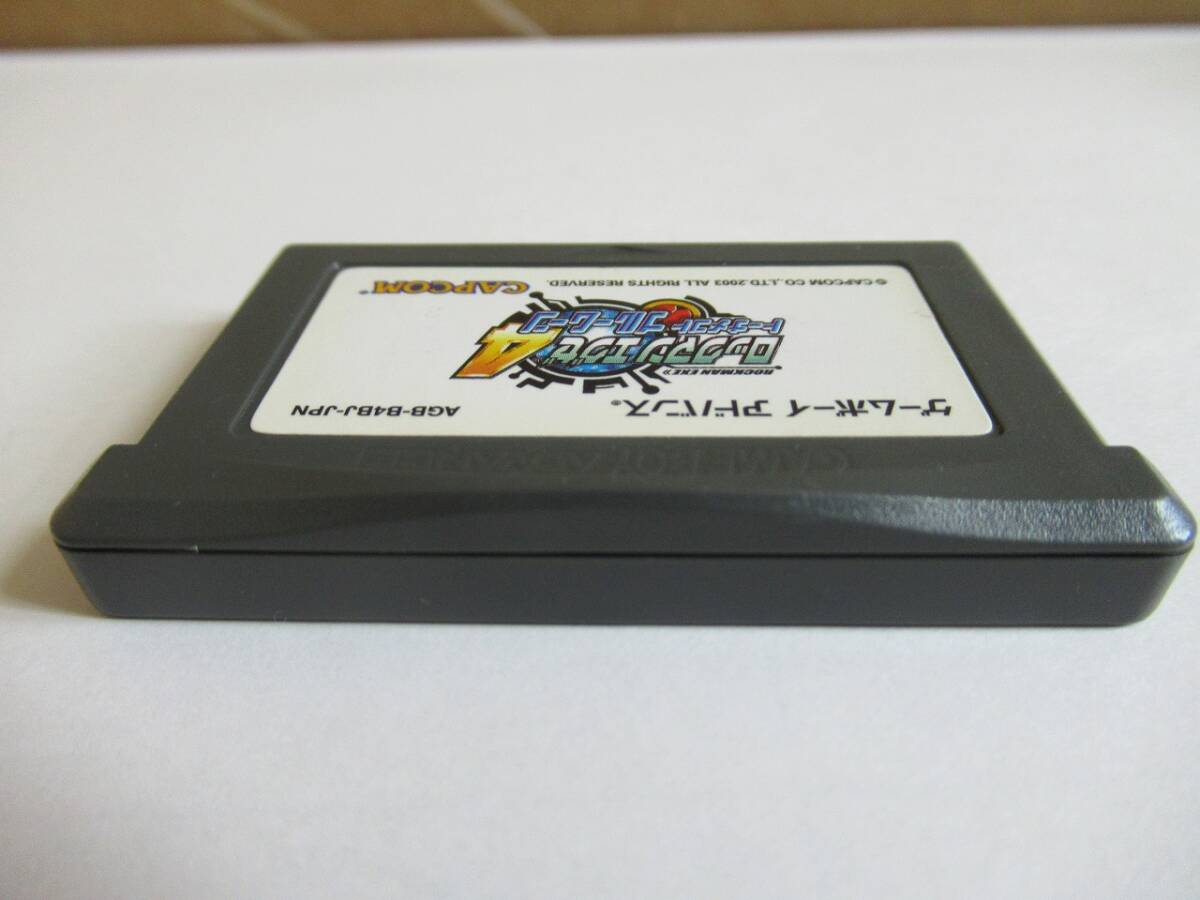 ゲームボーイ アドバンス®
AGB-B4BJ-JPN
ROCKMAN EXE
ロックマンエグゼ4
トーナメント ブルームーン
© CAPCOM CO.,LTD.2003 ALL RIGHTS RESERVED.
CAPCOM®
GAME BOY ADVANCE